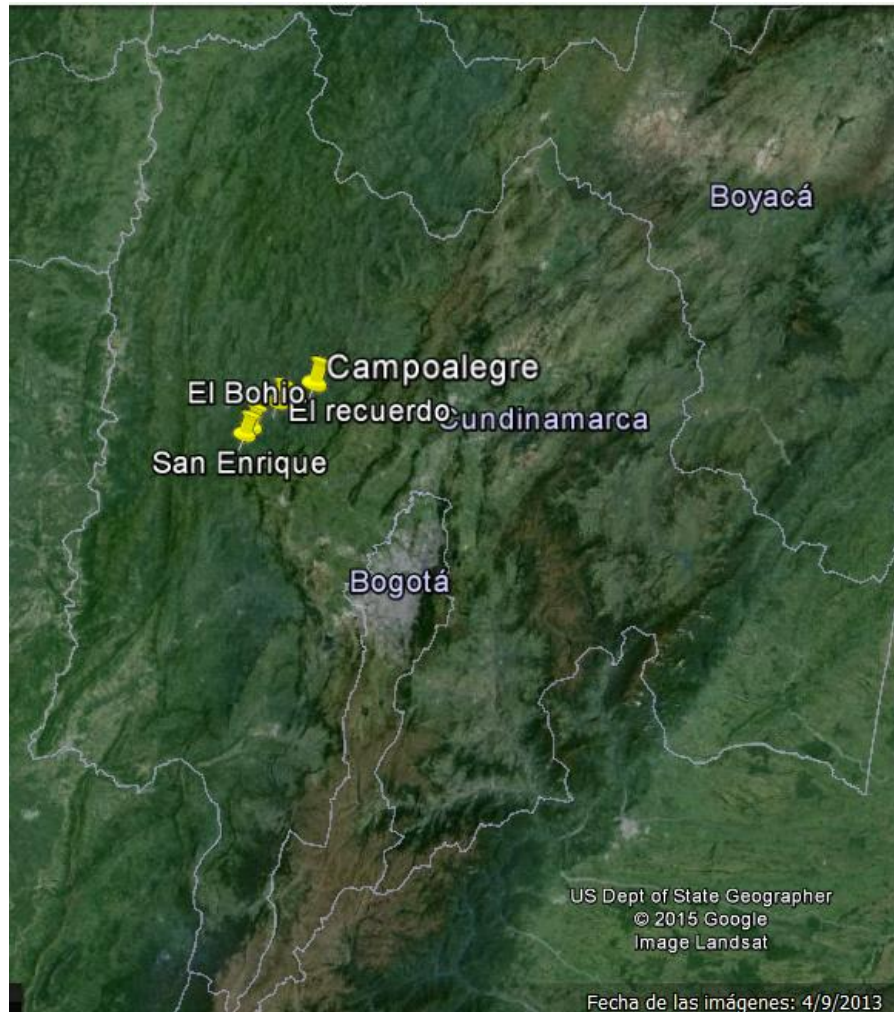 Boyacá
Campoalegre
El Bohio
El recuerdo
Cundinamarca
San Enrique
Bogotá
US Dept of State Geographer
© 2015 Google
Image Landsat
Fecha de las imágenes: 4/9/2013